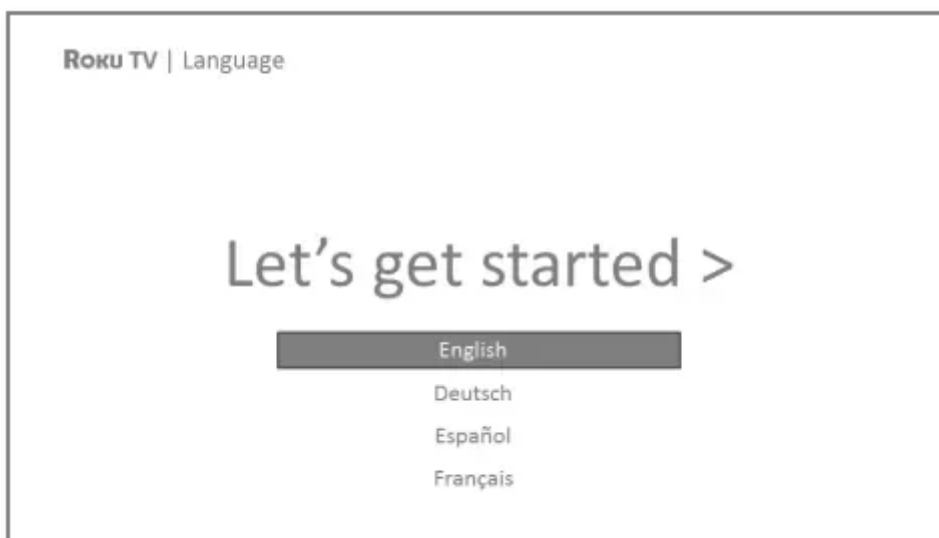 Roku TV | Language
Let's get started >
English
Deutsch
Español
Français